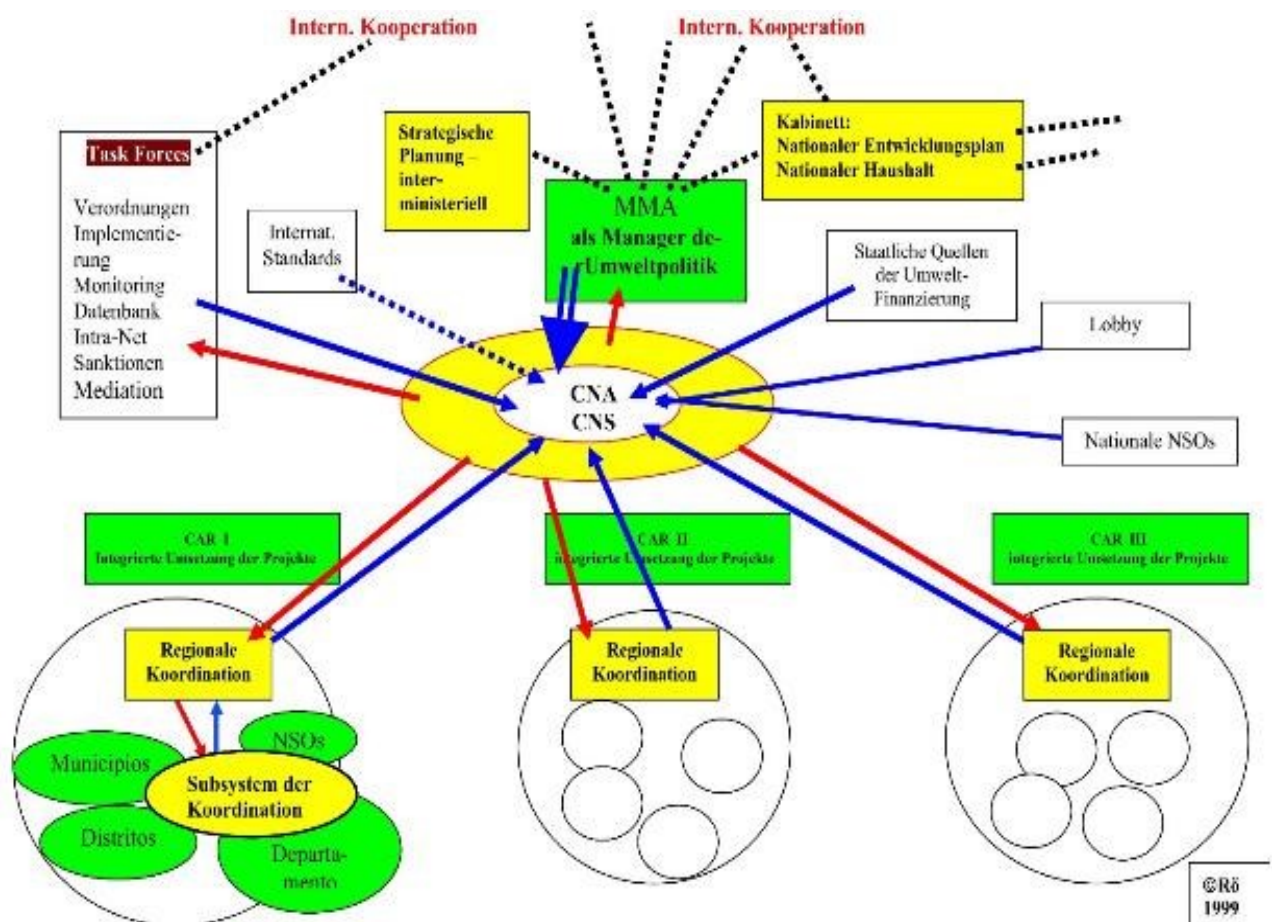 Intern. Kooperation
Intern. Kooperation
Task Forces
Verordnungen
Implementie-
rung
Monitoring
Datenbank
Intra-Net
Sanktionen
Mediation
Internat.
Standards
Strategische
Planung –
inter-
ministeriell
MMA
als Manager de-
rUmweltpolitik
Kabinett:
Nationaler Entwicklungsplan
Nationaler Haushalt
Staatliche Quellen
der Umwelt-
Finanzierung
Lobby
Nationale NSOs
CNA
CNS
CAR I
Integrierte Umsetzung der Projekte
CAR II
integrierte Umsetzung der Projekte
CAR III
integrierte Umsetzung der Projekte
Regionale
Koordination
NSOs
Municipios
Subsystem der
Koordination
Distritos
Departa-
mento
Regionale
Koordination
Regionale
Koordination
©Rö
1999